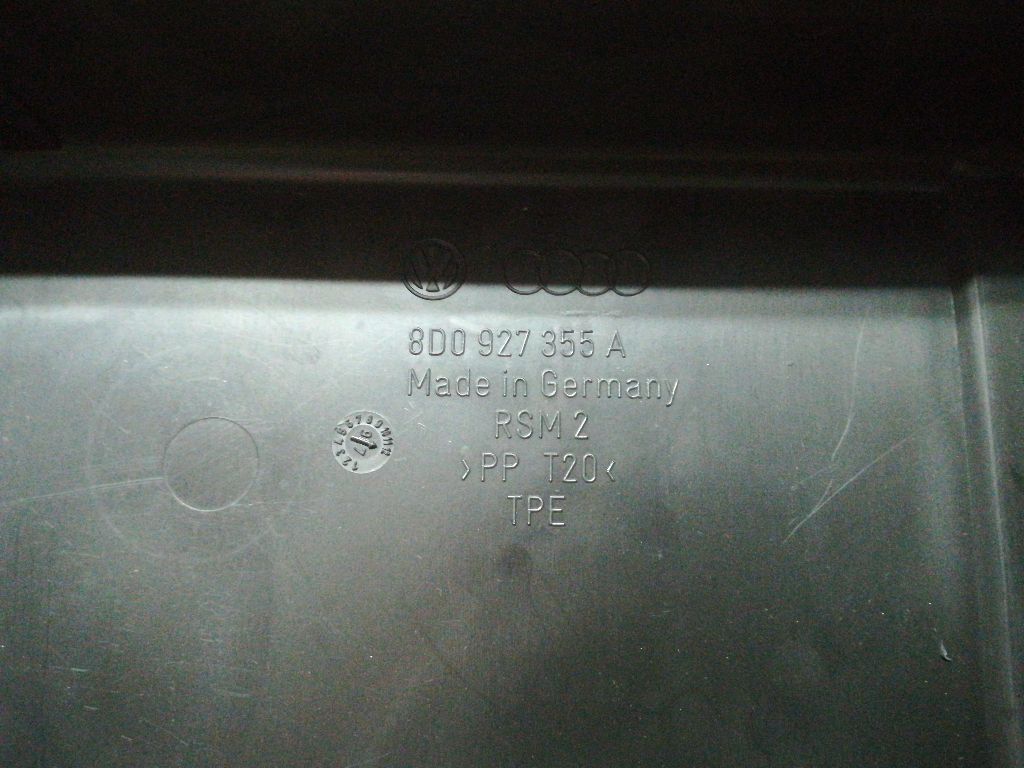 8D0 927 355 A
Made in Germany
RSM 2
>PP T20<
TPE